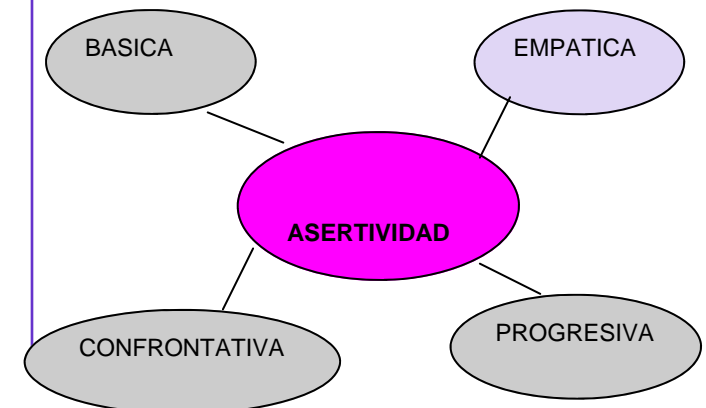 BASICA
EMPATICA
ASERTIVIDAD
CONFRONTATIVA
PROGRESIVA